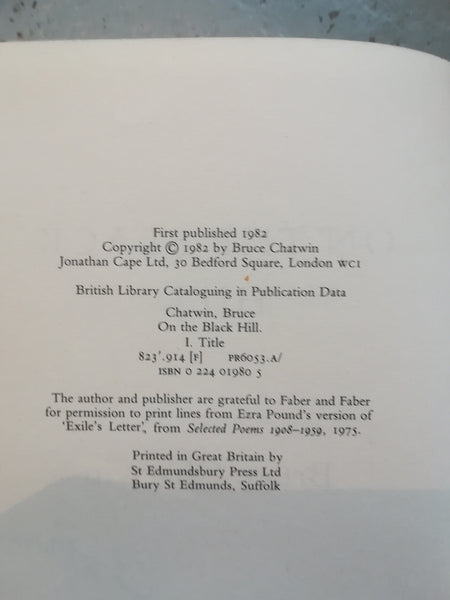 First published 1982
Copyright © 1982 by Bruce Chatwin
Jonathan Cape Ltd, 30 Bedford Square, London WC1
British Library Cataloguing in Publication Data
Chatwin, Bruce
On the Black Hill.
I. Title
823'.914 [F] PR6053.A/
ISBN 0 224 01980 5
The author and publisher are grateful to Faber and Faber
for permission to print lines from Ezra Pound's version of
'Exile's Letter', from Selected Poems 1908–1959, 1975.
Printed in Great Britain by
St Edmundsbury Press Ltd
Bury St Edmunds, Suffolk